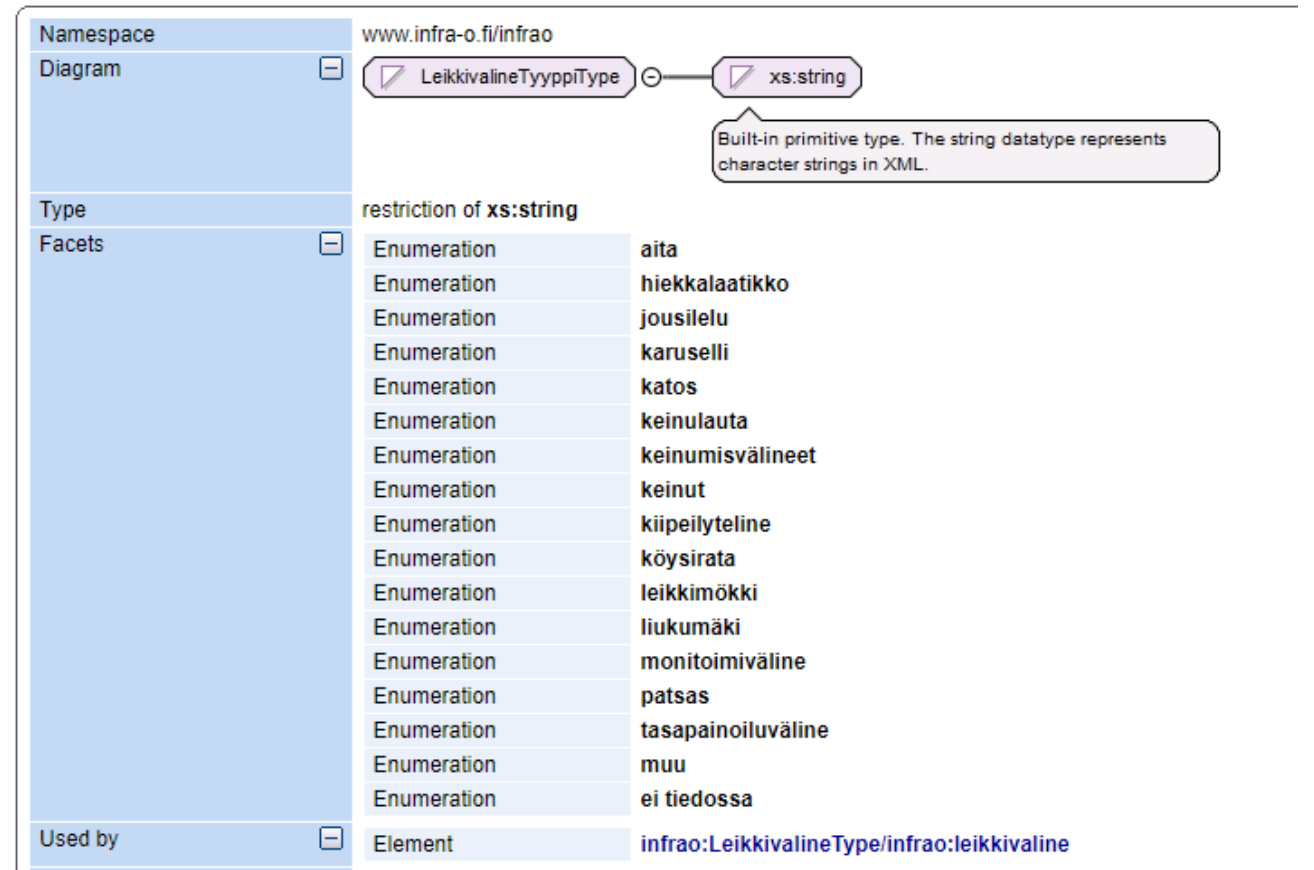 Namespace www.infra-o.fi/infrao
Diagram LeikkivalineTyyppiType xs:string
Built-in primitive type. The string datatype represents
character strings in XML.
Type restriction of xs:string
Facets Enumeration aita
Enumeration hiekkalaatikko
Enumeration jousilelu
Enumeration karuselli
Enumeration katos
Enumeration keinulauta
Enumeration keinumisvälineet
Enumeration keinut
Enumeration kiipeilyteline
Enumeration köysirata
Enumeration leikkimökki
Enumeration liukumäki
Enumeration monitoimiväline
Enumeration patsas
Enumeration tasapainoiluväline
Enumeration muu
Enumeration ei tiedossa
Used by Element infrao:LeikkivalineType/infrao:leikkivaline